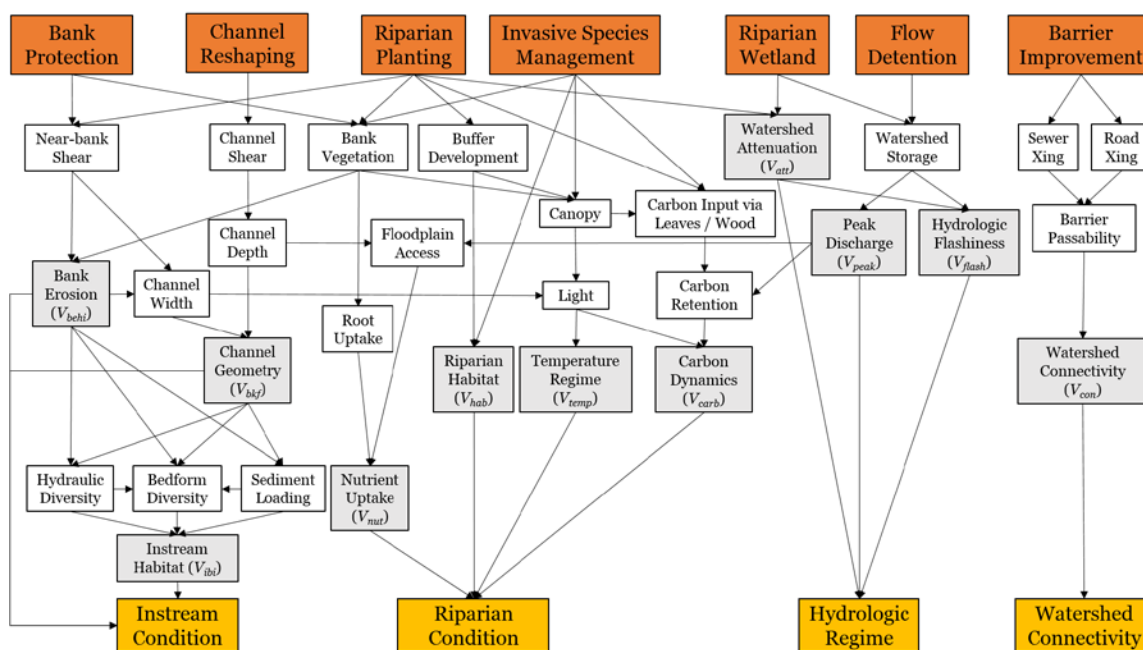 Bank
Protection
Channel
Reshaping
Riparian
Planting
Invasive Species
Management
Riparian
Wetland
Flow
Detention
Barrier
Improvement
Near-bank
Shear
Channel
Shear
Bank
Vegetation
Buffer
Development
Watershed
Attenuation
(Vatt)
Watershed
Storage
Sewer
Xing
Road
Xing
Canopy
Carbon Input via
Leaves / Wood
Channel
Depth
Floodplain
Access
Peak
Discharge
(Vpeak)
Hydrologic
Flashiness
(Vflash)
Barrier
Passability
Bank
Erosion
(Vbehi)
Channel
Width
Light
Carbon
Retention
Root
Uptake
Channel
Geometry
(Vbkf)
Riparian
Habitat
(Vhab)
Temperature
Regime
(Vtemp)
Carbon
Dynamics
(Vcarb)
Watershed
Connectivity
(Vcon)
Hydraulic
Diversity
Bedform
Diversity
Sediment
Loading
Nutrient
Uptake
(Vnut)
Instream
Habitat (Vibi)
Instream
Condition
Riparian
Condition
Hydrologic
Regime
Watershed
Connectivity